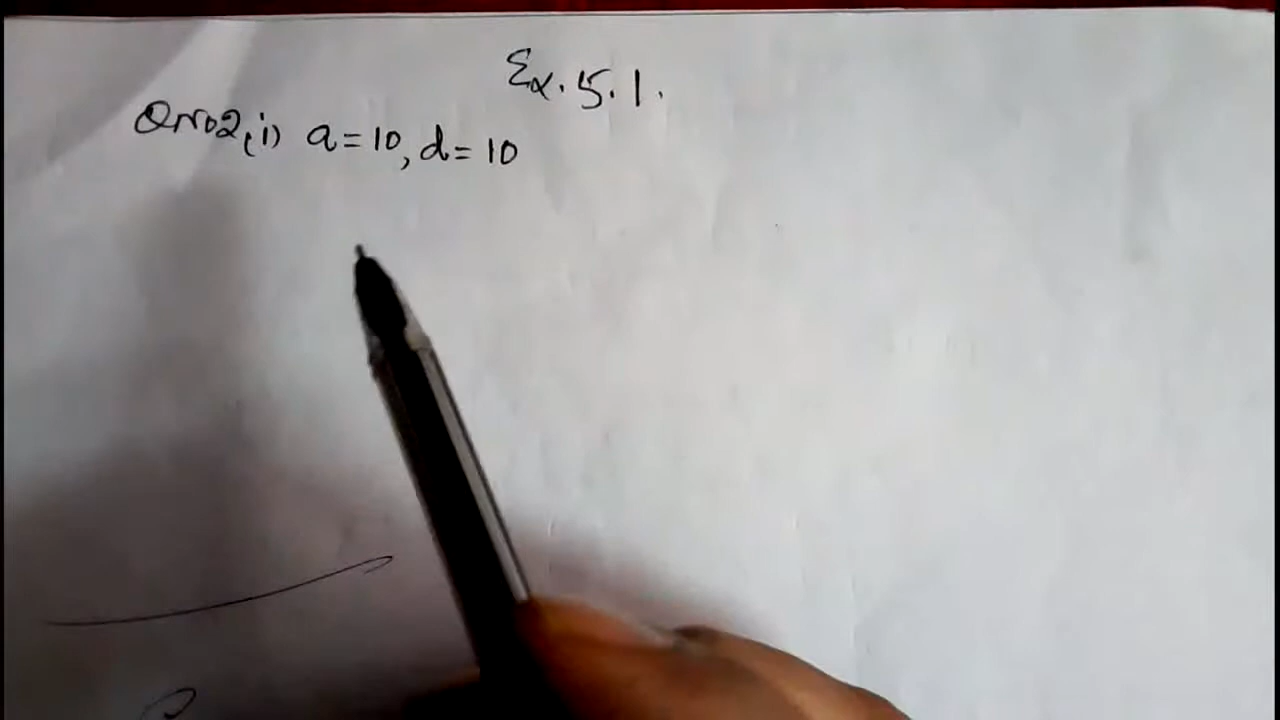 Ex. 5.1.
QNo2(i) a=10, d=10